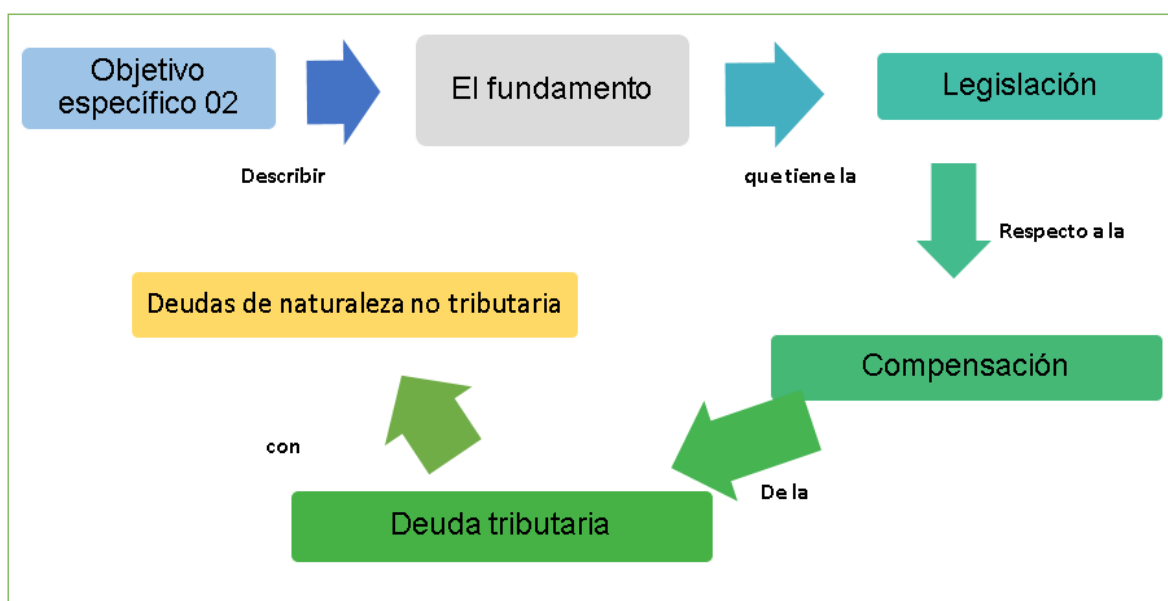 Objetivo
específico 02
Describir
El fundamento
que tiene la
Legislación
Respecto a la
Compensación
De la
Deuda tributaria
con
Deudas de naturaleza no tributaria